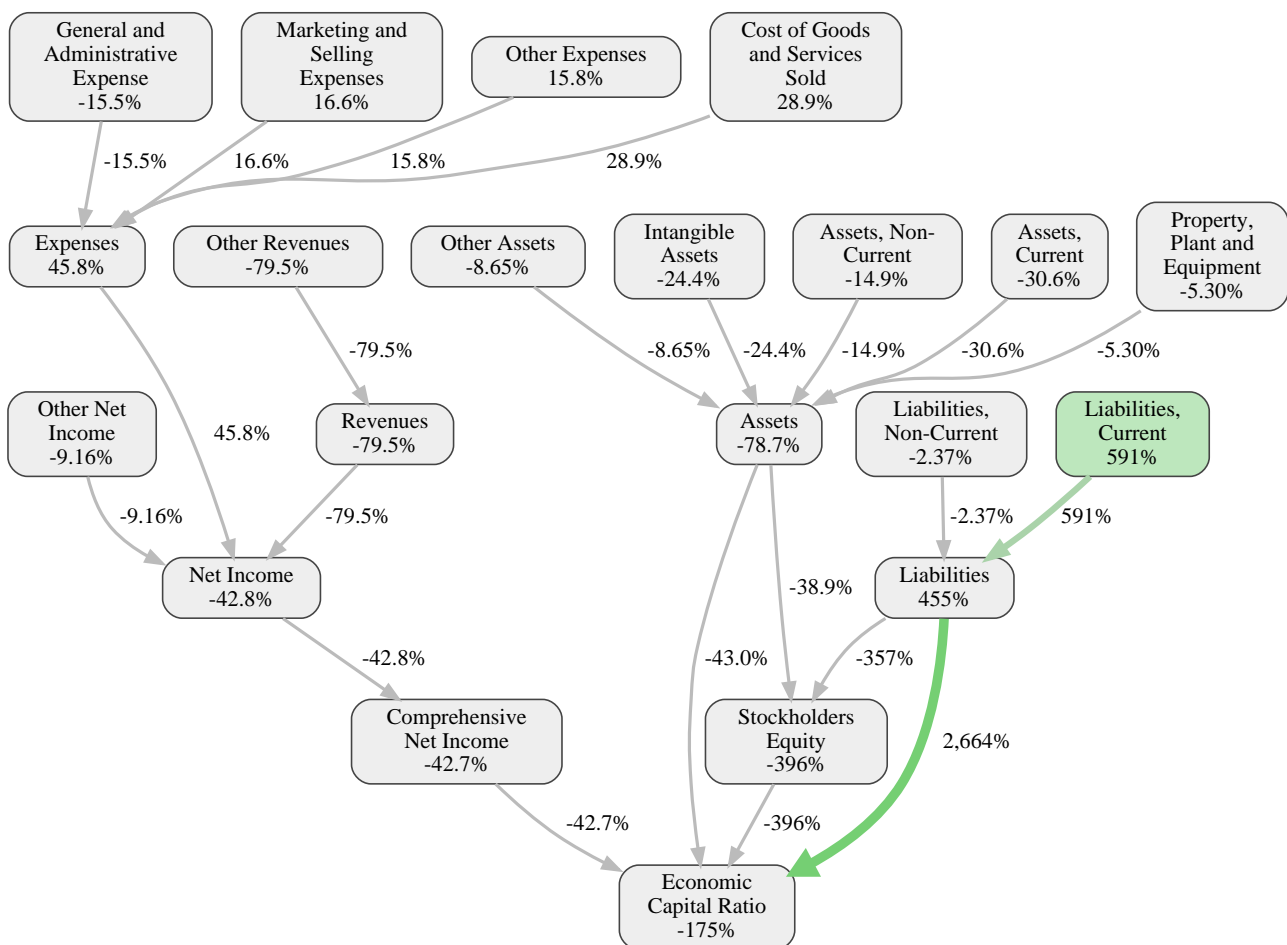 General and
Administrative
Expense
-15.5%
Marketing and
Selling
Expenses
16.6%
Other Expenses
15.8%
Cost of Goods
and Services
Sold
28.9%
-15.5%
16.6%
15.8%
28.9%
Expenses
45.8%
Other Revenues
-79.5%
Other Assets
-8.65%
Intangible
Assets
-24.4%
Assets, Non-
Current
-14.9%
Assets,
Current
-30.6%
Property,
Plant and
Equipment
-5.30%
-79.5%
-8.65%
-24.4%
-14.9%
-30.6%
-5.30%
Other Net
Income
-9.16%
45.8%
Revenues
-79.5%
Assets
-78.7%
Liabilities,
Non-Current
-2.37%
Liabilities,
Current
591%
-9.16%
-79.5%
-2.37%
591%
Net Income
-42.8%
-38.9%
Liabilities
455%
-42.8%
-43.0%
-357%
Comprehensive
Net Income
-42.7%
Stockholders
Equity
-396%
2,664%
-42.7%
-396%
Economic
Capital Ratio
-175%